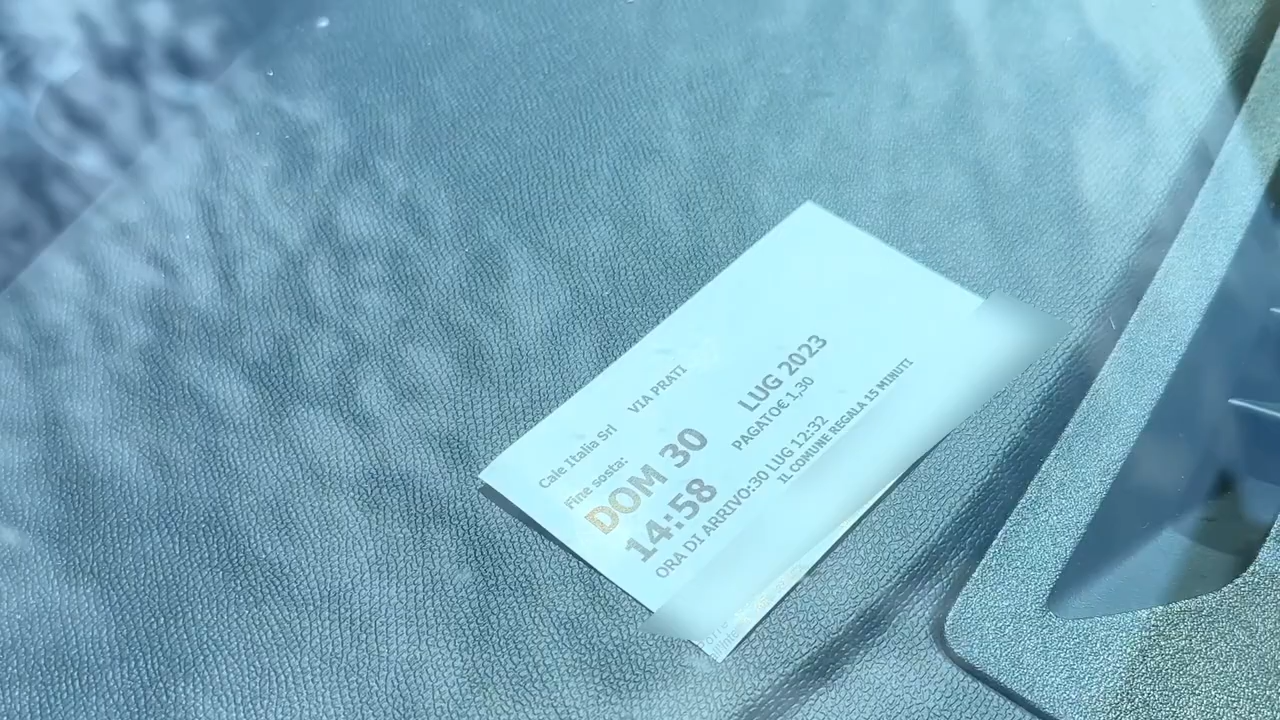 Cale Italia Srl VIA PRATI
Fine sosta:
DOM 30 LUG 2023
14:58 PAGATO€ 1,30
ORA DI ARRIVO:30 LUG 12:32
IL COMUNE REGALA 15 MINUTI